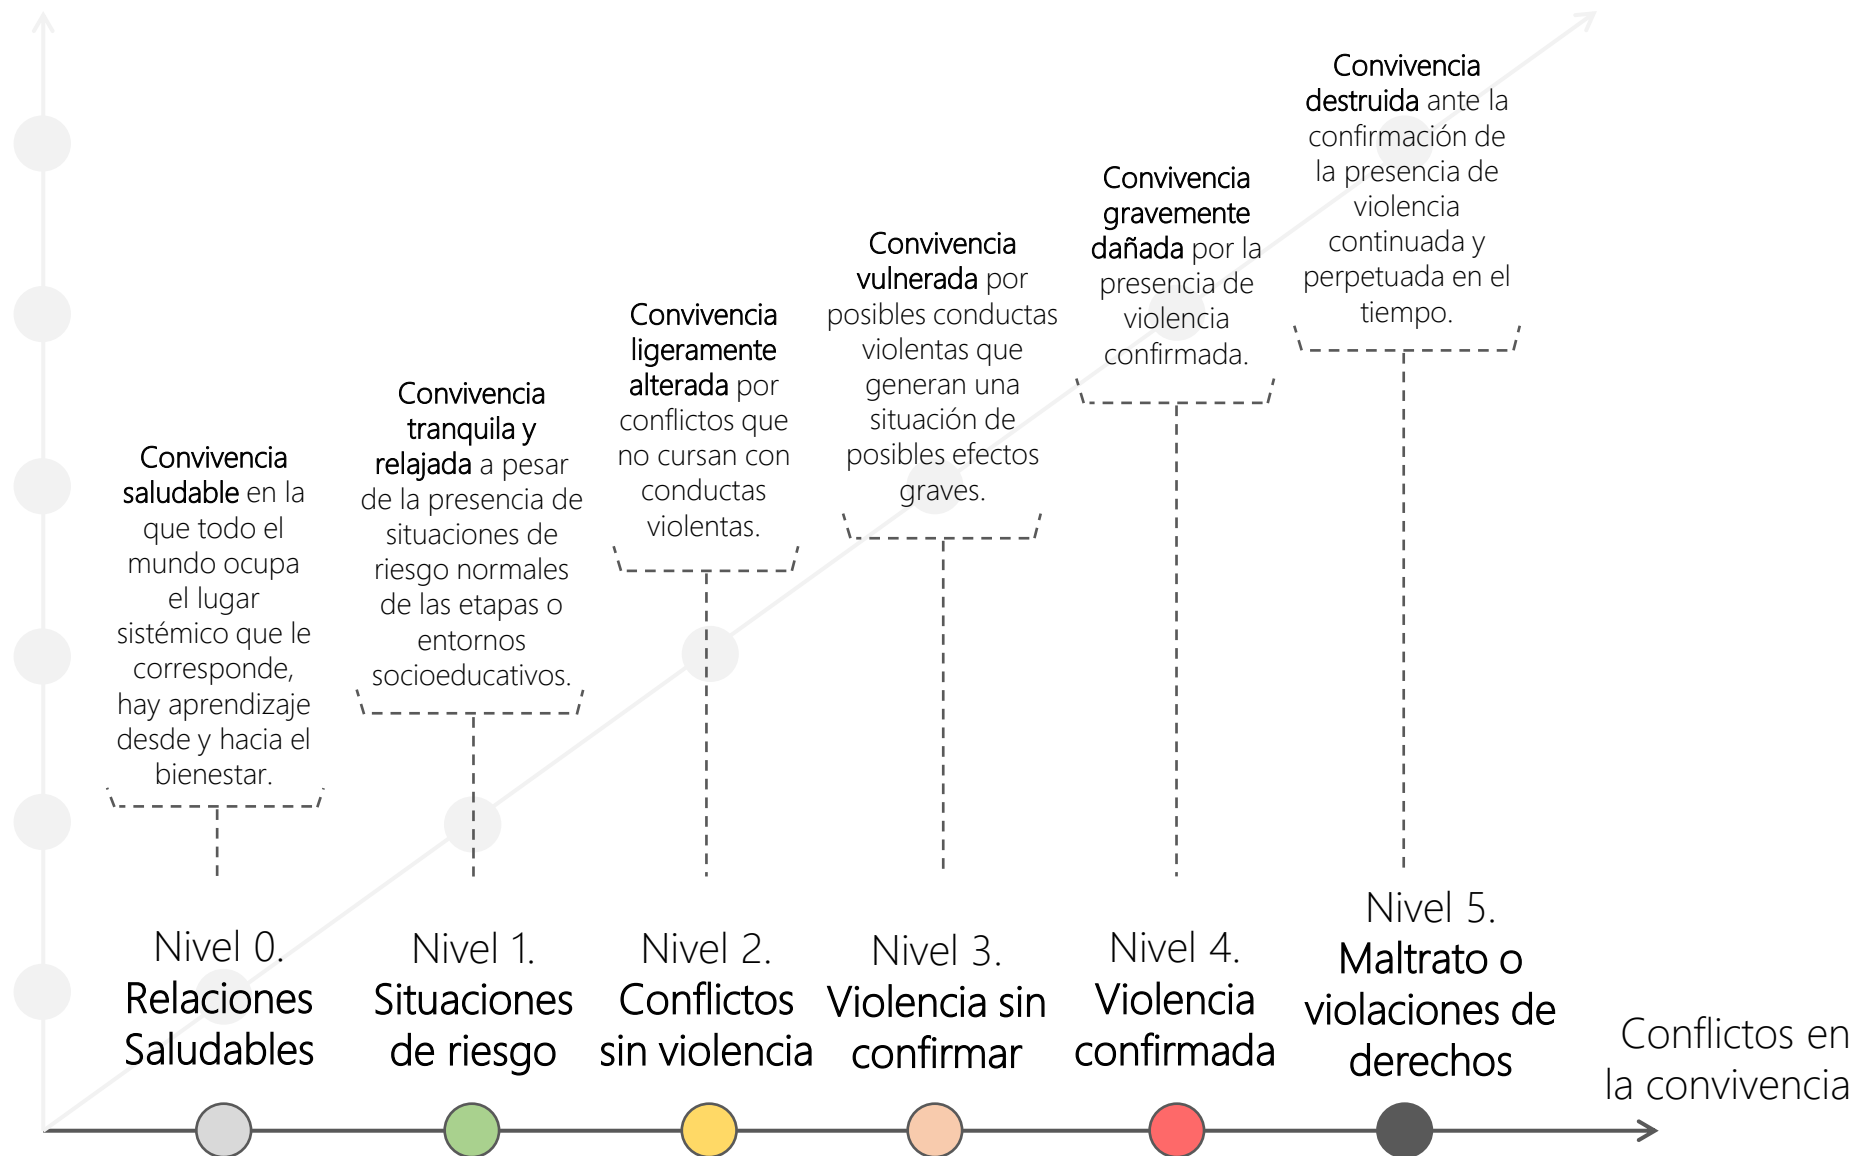 Convivencia
saludable en la
que todo el
mundo ocupa
el lugar
sistémico que le
corresponde,
hay aprendizaje
desde y hacia el
bienestar.
Convivencia
tranquila y
relajada a pesar
de la presencia de
situaciones de
riesgo normales
de las etapas o
entornos
socioeducativos.
Convivencia
ligeramente
alterada por
conflictos que
no cursan con
conductas
violentas.
Convivencia
vulnerada por
posibles conductas
violentas que
generan una
situación de
posibles efectos
graves.
Convivencia
gravemente
dañada por la
presencia de
violencia
confirmada.
Convivencia
destruida ante la
confirmación de
la presencia de
violencia
continuada y
perpetuada en el
tiempo.
Nivel 0.
Relaciones
Saludables
Nivel 1.
Situaciones
de riesgo
Nivel 2.
Conflictos
sin violencia
Nivel 3.
Violencia sin
confirmar
Nivel 4.
Violencia
confirmada
Nivel 5.
Maltrato o
violaciones de
derechos
Conflictos en
la convivencia